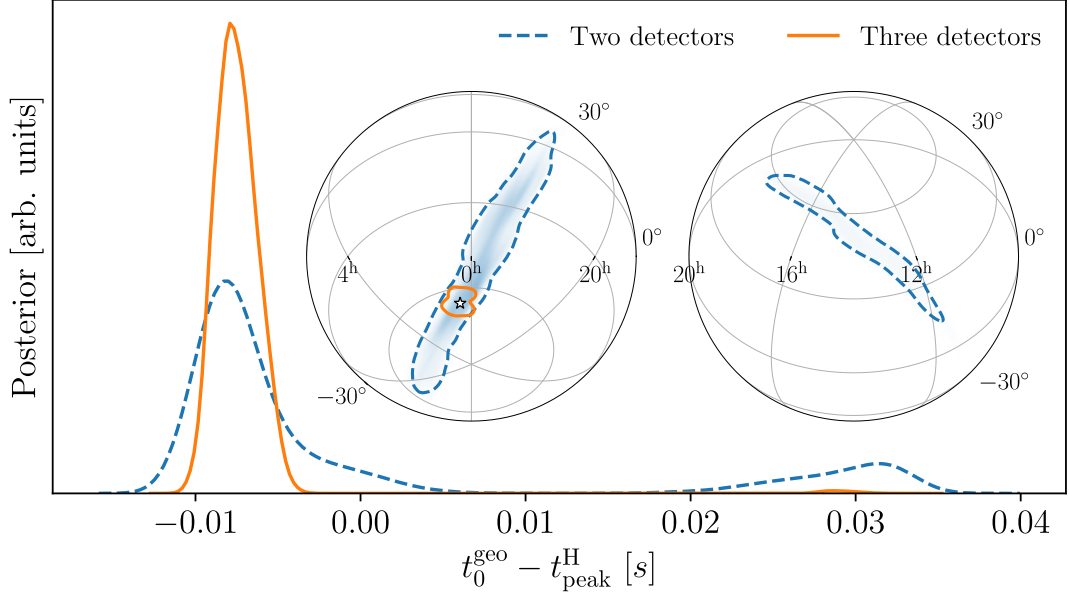 Two detectors
Three detectors
Posterior [arb. units]
30°
0°
−30°
4ʰ
0ʰ
20ʰ
30°
0°
−30°
20ʰ
16ʰ
12ʰ
−0.01
0.00
0.01
0.02
0.03
0.04
t₀ᵍᵉᵒ − t_peak^H [s]